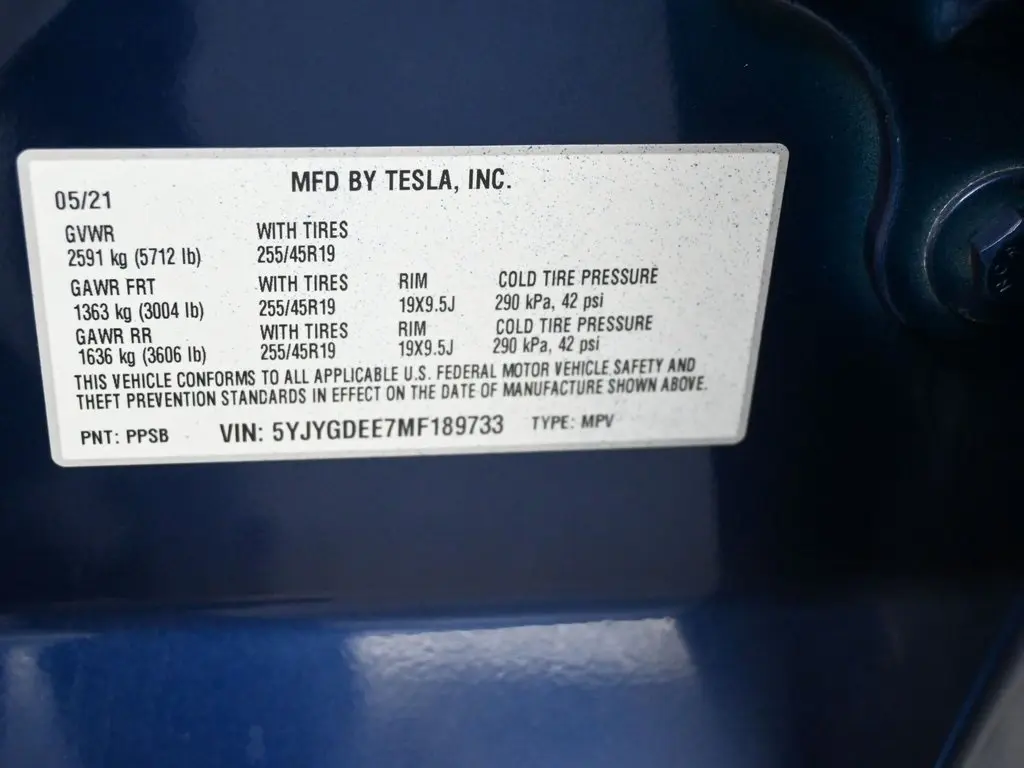 MFD BY TESLA, INC.
05/21
GVWR WITH TIRES
2591 kg (5712 lb) 255/45R19
GAWR FRT WITH TIRES RIM COLD TIRE PRESSURE
1363 kg (3004 lb) 255/45R19 19X9.5J 290 kPa, 42 psi
GAWR RR WITH TIRES RIM COLD TIRE PRESSURE
1636 kg (3606 lb) 255/45R19 19X9.5J 290 kPa, 42 psi
THIS VEHICLE CONFORMS TO ALL APPLICABLE U.S. FEDERAL MOTOR VEHICLE SAFETY AND
THEFT PREVENTION STANDARDS IN EFFECT ON THE DATE OF MANUFACTURE SHOWN ABOVE.
PNT: PPSB VIN: 5YJYGDEE7MF189733 TYPE: MPV